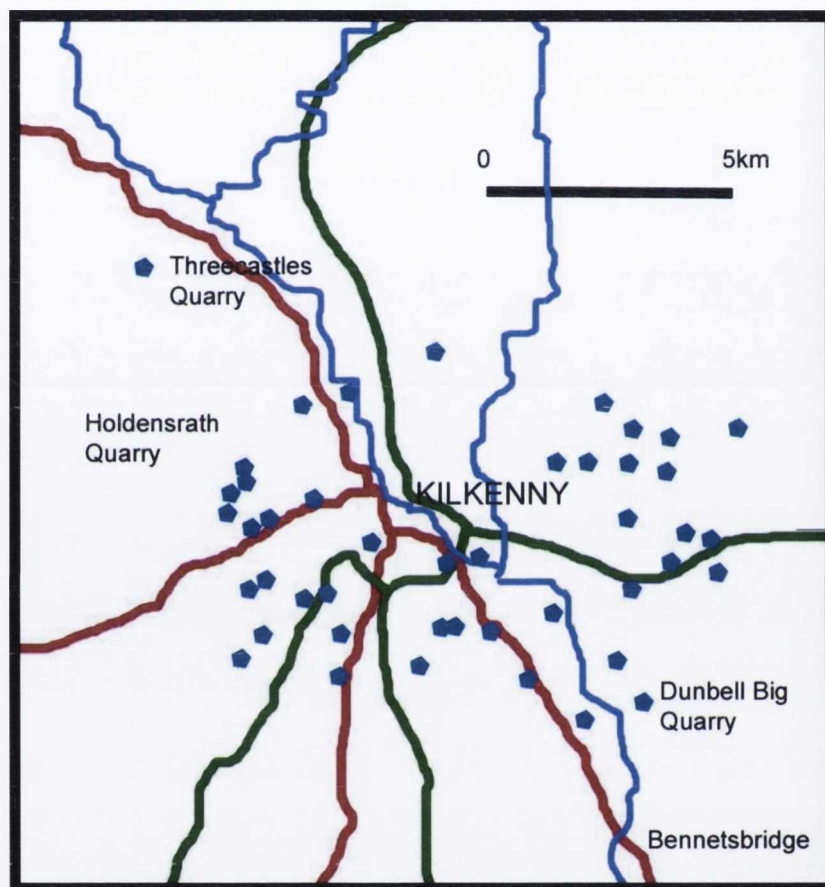 0 5km
Threecastles
Quarry
Holdensrath
Quarry
KILKENNY
Dunbell Big
Quarry
Bennetsbridge